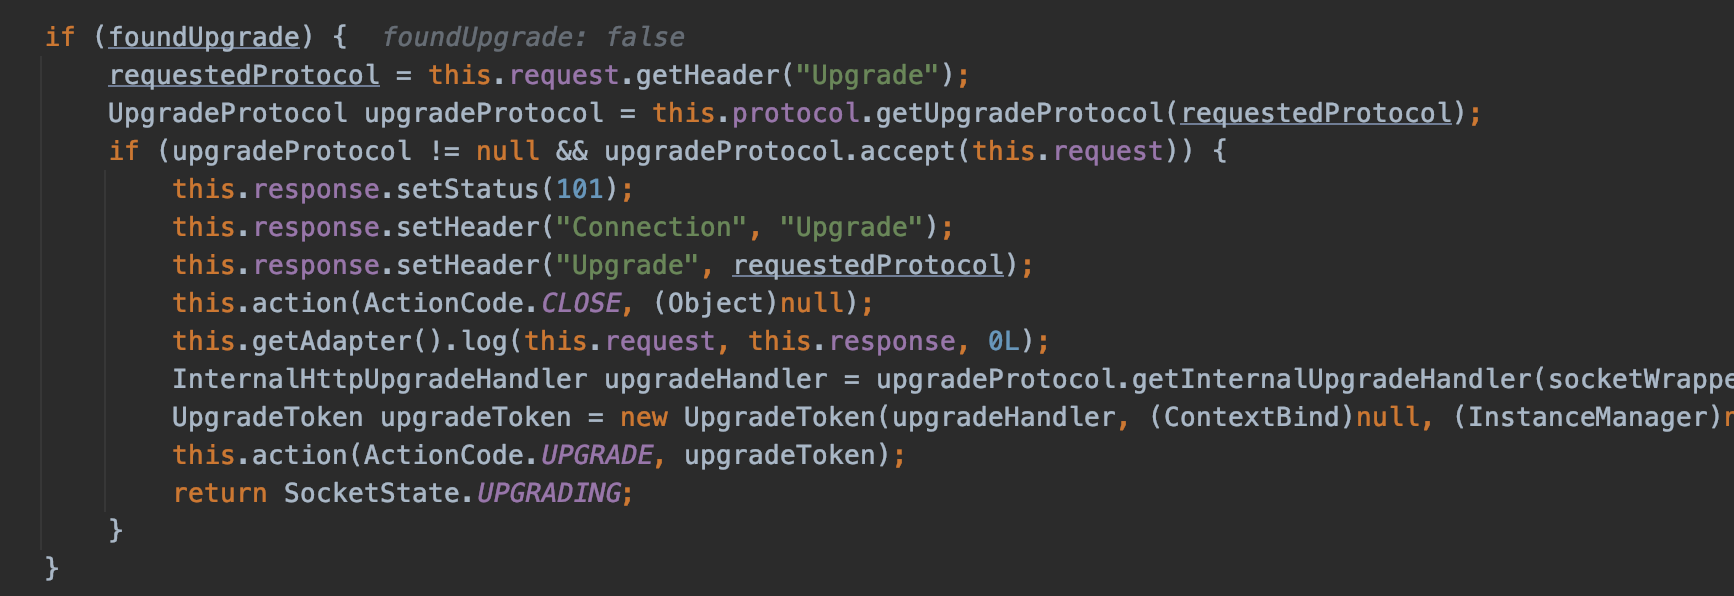 if (foundUpgrade) {  foundUpgrade: false
requestedProtocol = this.request.getHeader("Upgrade");
UpgradeProtocol upgradeProtocol = this.protocol.getUpgradeProtocol(requestedProtocol);
if (upgradeProtocol != null && upgradeProtocol.accept(this.request)) {
this.response.setStatus(101);
this.response.setHeader("Connection", "Upgrade");
this.response.setHeader("Upgrade", requestedProtocol);
this.action(ActionCode.CLOSE, (Object)null);
this.getAdapter().log(this.request, this.response, 0L);
InternalHttpUpgradeHandler upgradeHandler = upgradeProtocol.getInternalUpgradeHandler(socketWrappe
UpgradeToken upgradeToken = new UpgradeToken(upgradeHandler, (ContextBind)null, (InstanceManager)n
this.action(ActionCode.UPGRADE, upgradeToken);
return SocketState.UPGRADING;
}
}